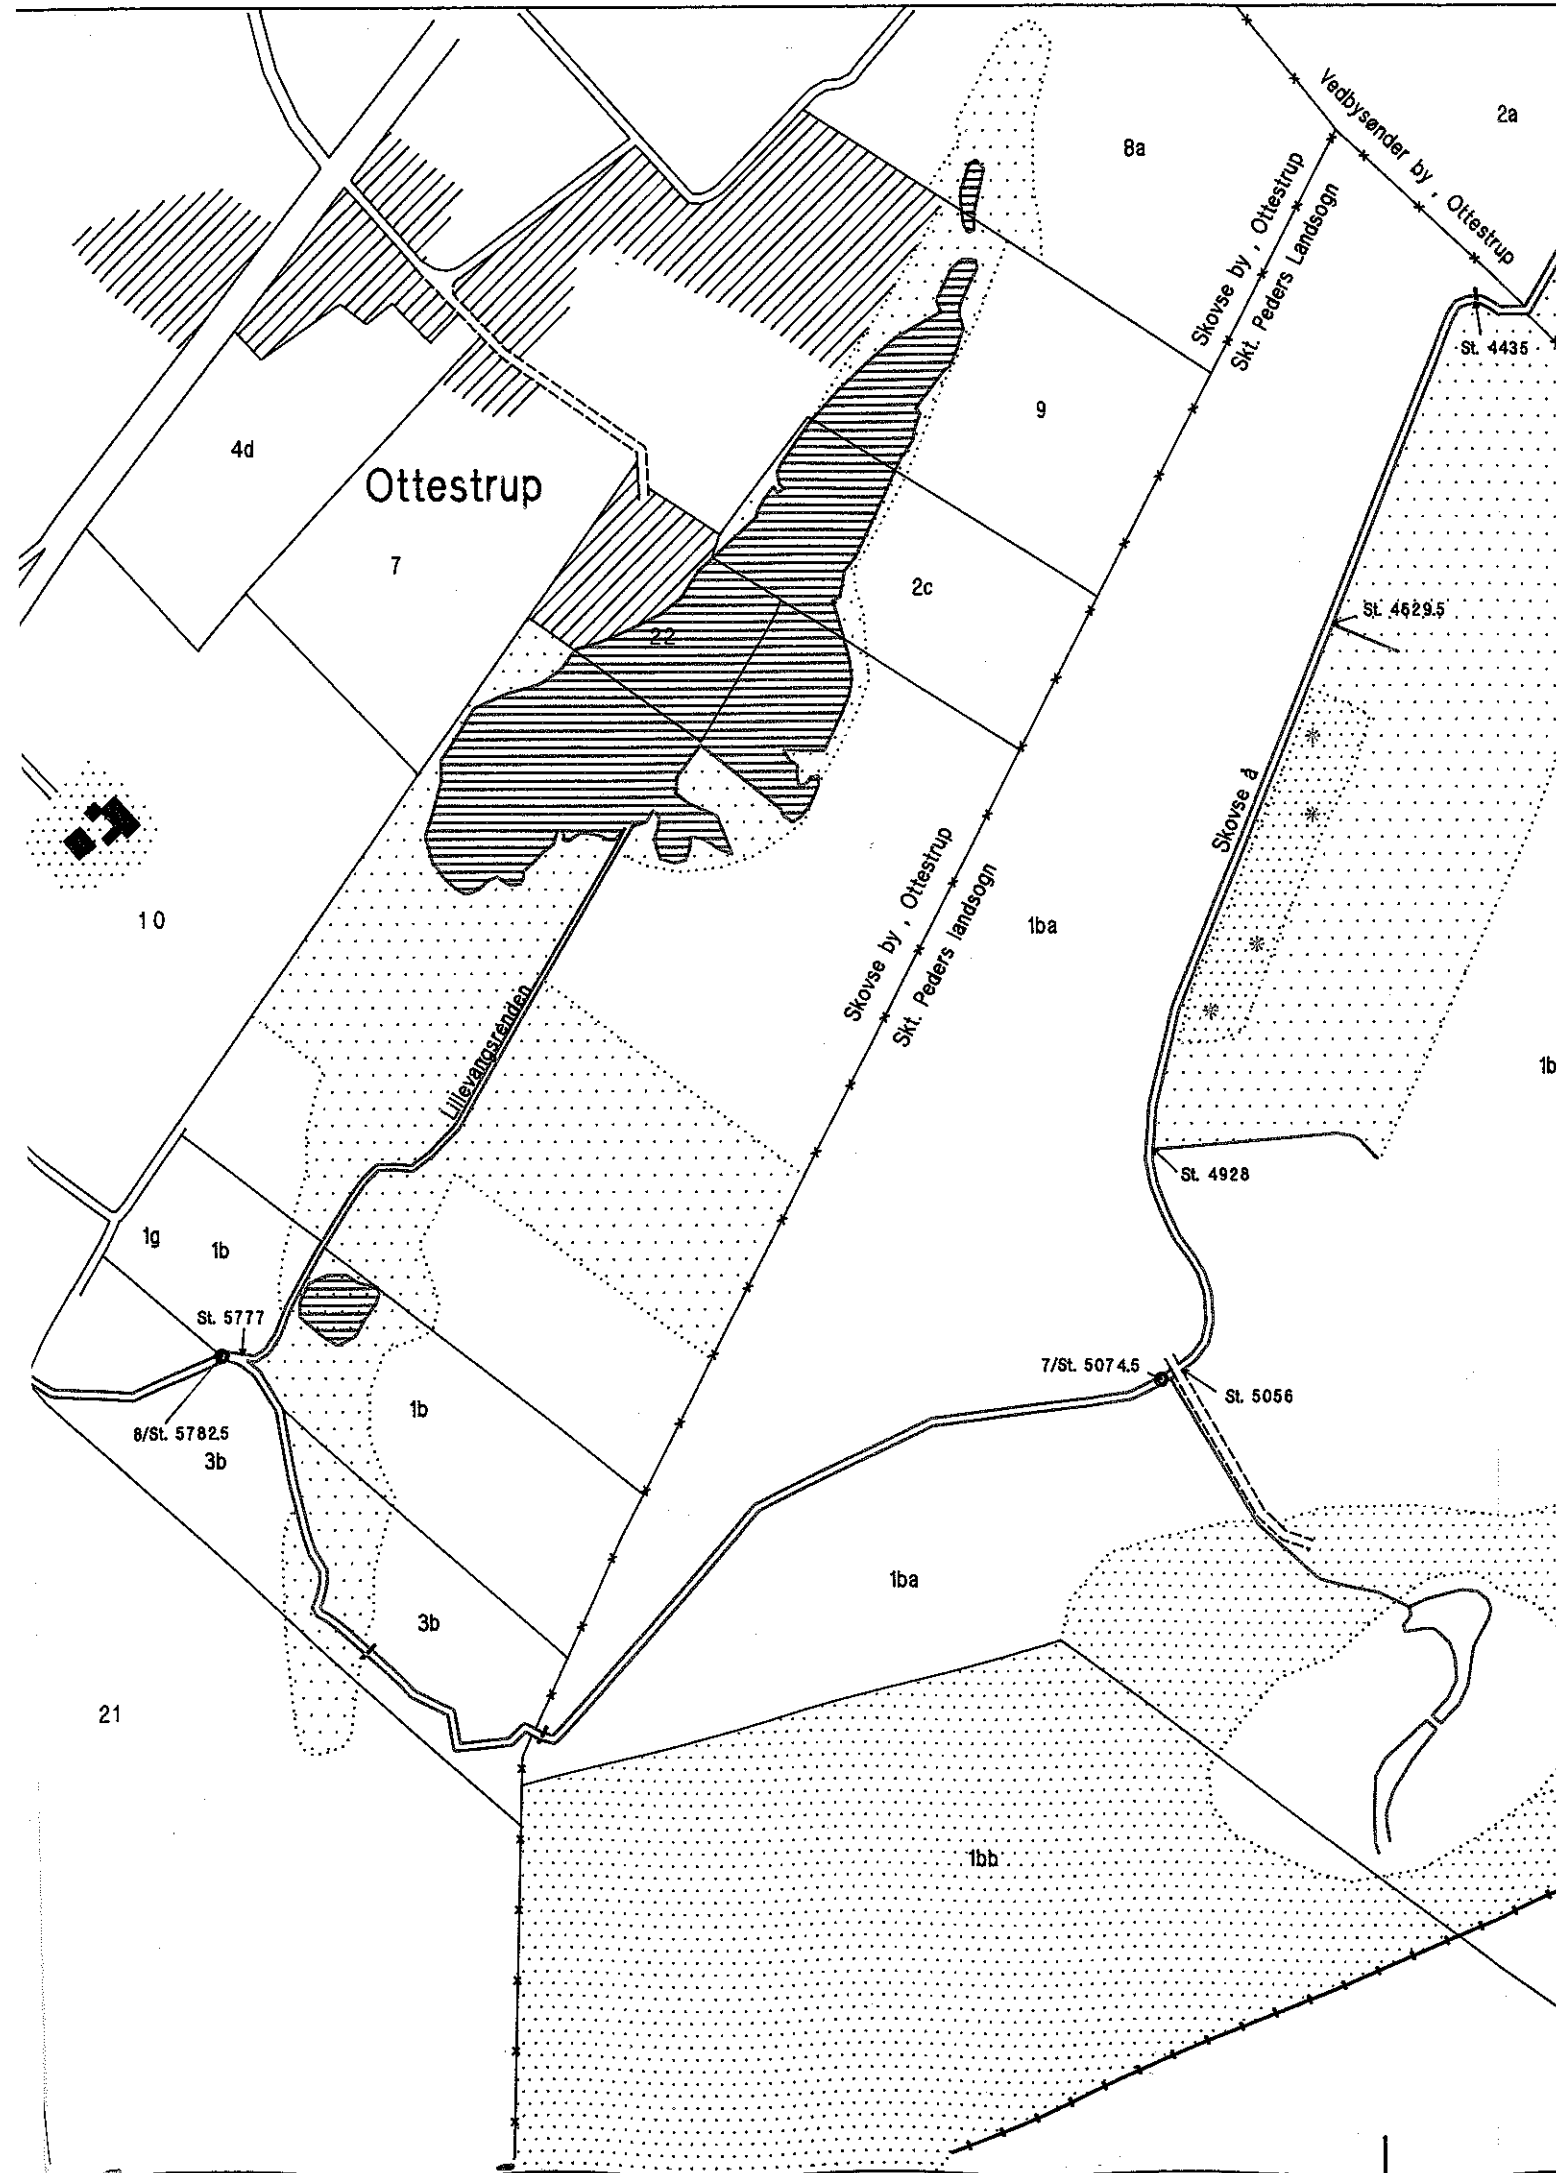 Vedbysønder by , Ottestrup
2a
8a
Skovse by , Ottestrup
Skt. Peders Landsogn
St. 4435
9
4d
Ottestrup
7
2c
St. 4629.5
22
Skovse å
10
Skovse by , Ottestrup
Skt. Peders landsogn
1ba
Lillevangsrenden
1b
St. 4928
1g
1b
St. 5777
7/St. 5074.5
St. 5056
1b
8/St. 5782.5
3b
1ba
3b
21
1bb